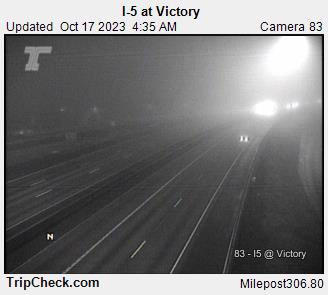 I-5 at Victory
Updated Oct 17 2023 4:35 AM Camera 83
T
N
83 - I5 @ Victory
TripCheck.com Milepost306.80